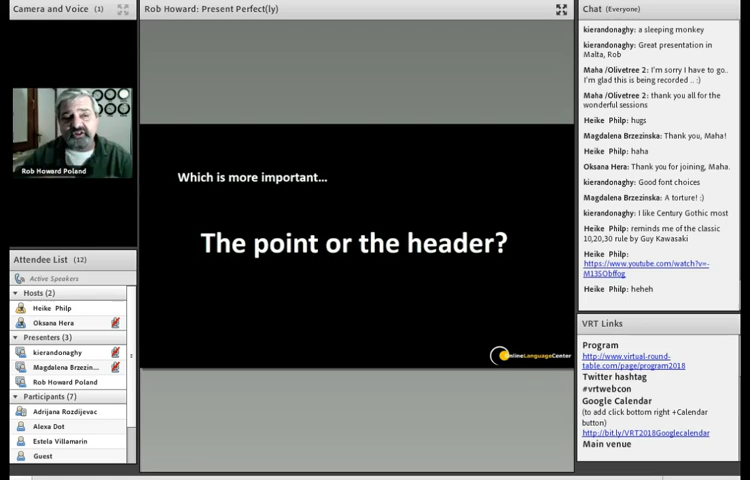 Camera and Voice (1)
Rob Howard Poland
Attendee List (12)
Active Speakers
Hosts (2)
Heike Philp
Oksana Hera
Presenters (3)
kierandonaghy
Magdalena Brzezin...
Rob Howard Poland
Participants (7)
Adrijana Rozdijevac
Alexa Dot
Estela Villamarin
Guest
Rob Howard: Present Perfect(ly)
Which is more important...
The point or the header?
OnlineLanguageCenter
Chat (Everyone)
kierandonaghy: a sleeping monkey
kierandonaghy: Great presentation in
Malta, Rob
Maha /Olivetree 2: I'm sorry I have to go..
I'm glad this is being recorded .. :)
Maha /Olivetree 2: thank you all for the
wonderful sessions
Heike Philp: hugs
Magdalena Brzezinska: Thank you, Maha!
Heike Philp: haha
Oksana Hera: Thank you for joining, Maha.
kierandonaghy: Good font choices
Magdalena Brzezinska: A torture! :)
kierandonaghy: I like Century Gothic most
Heike Philp: reminds me of the classic
10,20,30 rule by Guy Kawasaki
Heike Philp:
https://www.youtube.com/watch?v=-
Heike Philp: heheh
VRT Links
Program
http://www.virtual-round-
table.com/page/program2018
Twitter hashtag
#vrtwebcon
Google Calendar
(to add click bottom right +Calendar
button)
http://bit.ly/VRT2018Googlecalendar
Main venue